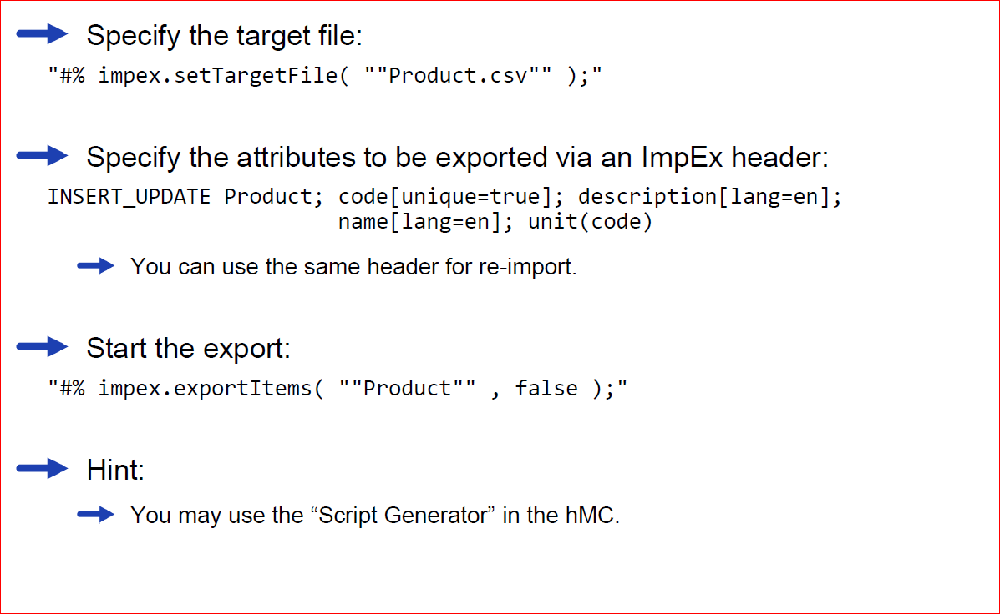 Specify the target file:
"#% impex.setTargetFile( ""Product.csv"" );"
Specify the attributes to be exported via an ImpEx header:
INSERT_UPDATE Product; code[unique=true]; description[lang=en];
name[lang=en]; unit(code)
You can use the same header for re-import.
Start the export:
"#% impex.exportItems( ""Product"" , false );"
Hint:
You may use the “Script Generator” in the hMC.